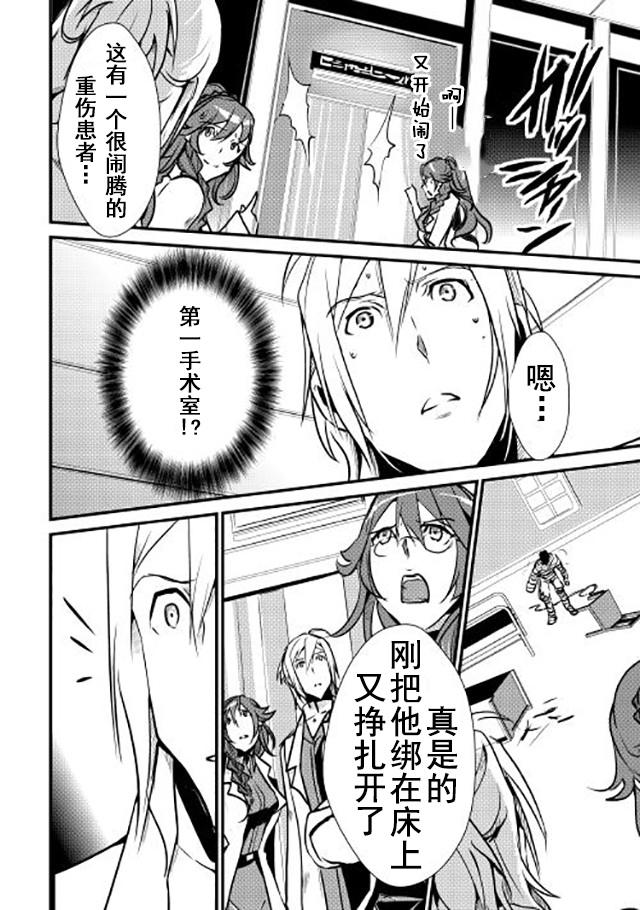 啊—
又开始闹了
这有一个很闹腾的
重伤患者…
嗯…
第一手术室!?
真是的
刚把他绑在床上
又挣扎开了